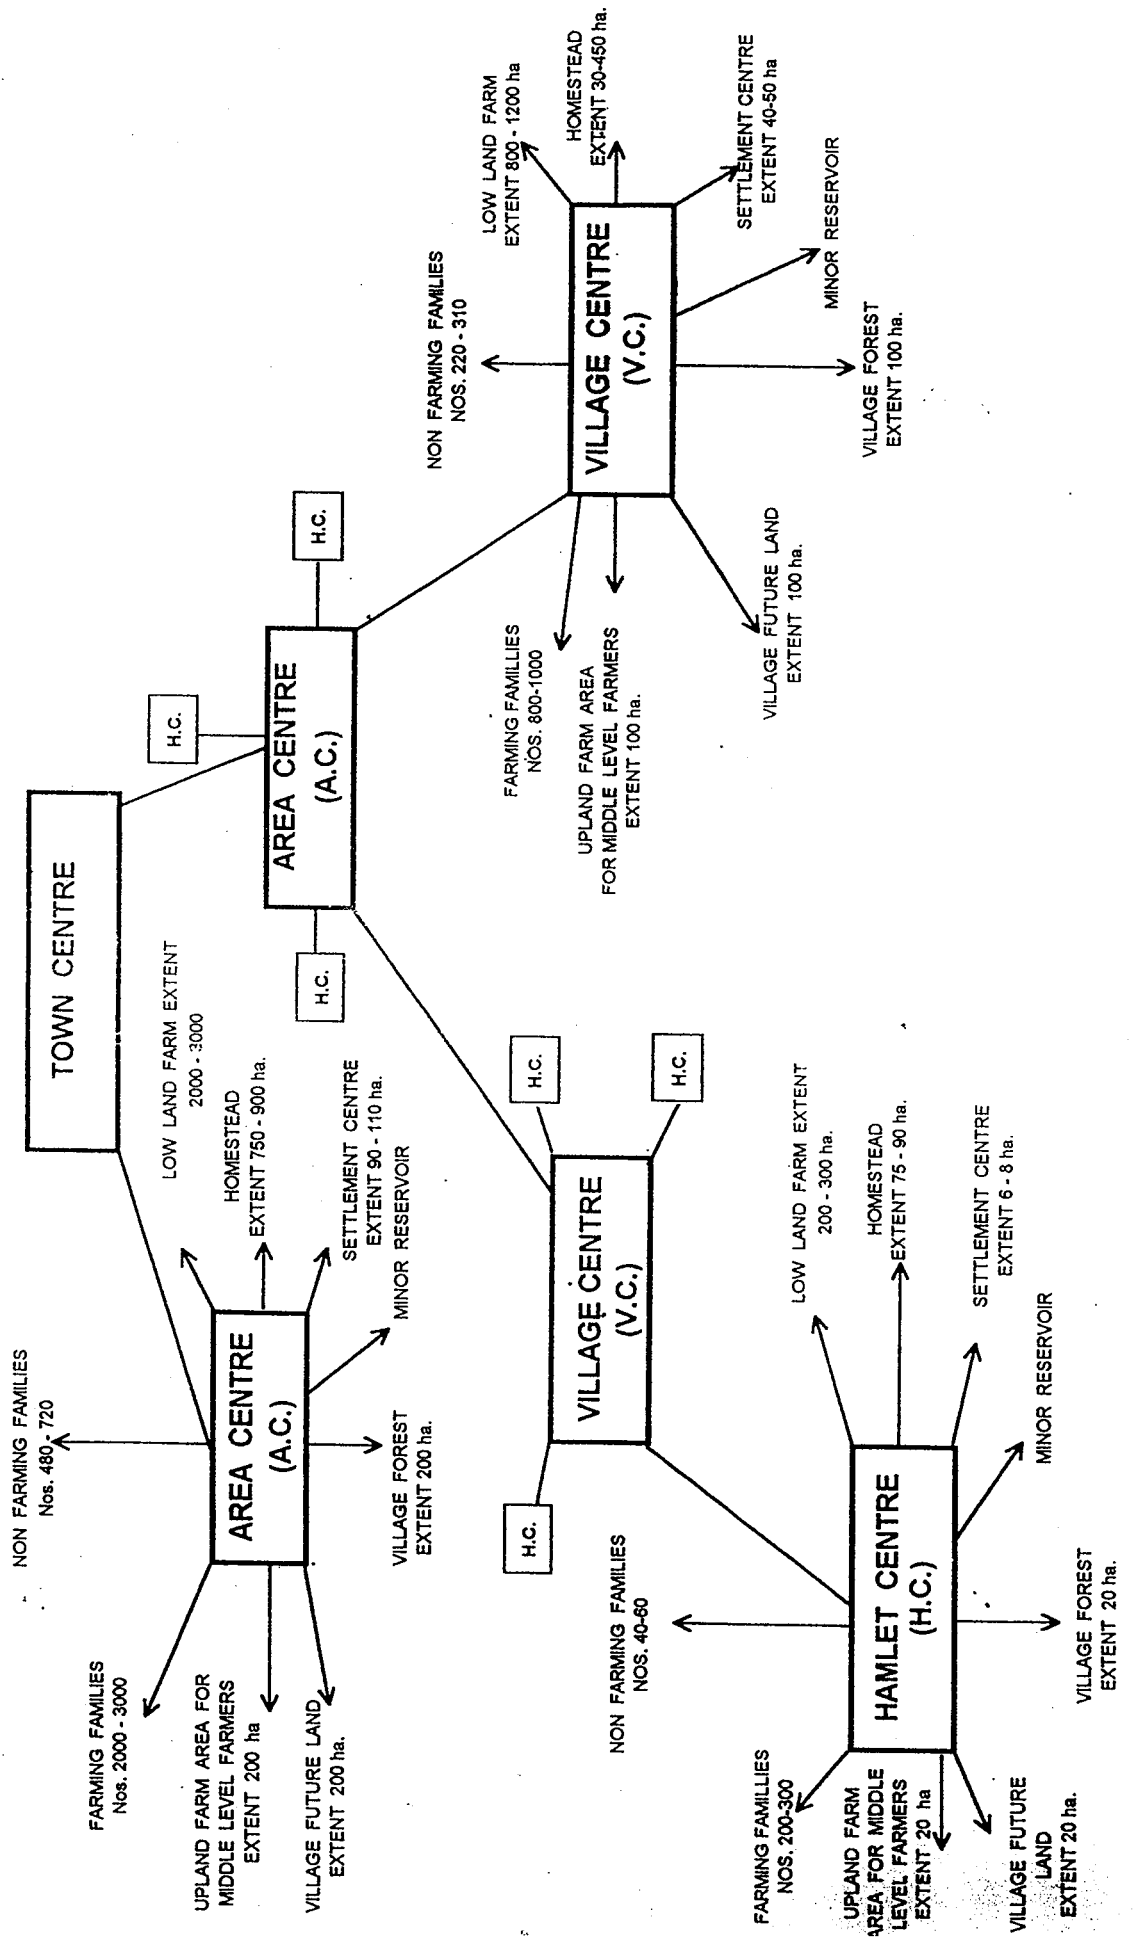 TOWN CENTRE
NON FARMING FAMILIES
Nos. 480 - 720
FARMING FAMILIES
Nos. 2000 - 3000
UPLAND FARM AREA FOR
MIDDLE LEVEL FARMERS
EXTENT 200 ha
VILLAGE FUTURE LAND
EXTENT 200 ha.
AREA CENTRE
(A.C.)
VILLAGE FOREST
EXTENT 200 ha.
LOW LAND FARM EXTENT
2000 - 3000
HOMESTEAD
EXTENT 750 - 900 ha.
SETTLEMENT CENTRE
EXTENT 90 - 110 ha.
MINOR RESERVOIR
H.C.
AREA CENTRE
(A.C.)
H.C.
H.C.
NON FARMING FAMILIES
NOS. 220 - 310
FARMING FAMILLIES
NOS. 800-1000
UPLAND FARM AREA
FOR MIDDLE LEVEL FARMERS
EXTENT 100 ha.
VILLAGE FUTURE LAND
EXTENT 100 ha.
VILLAGE CENTRE
(V.C.)
VILLAGE FOREST
EXTENT 100 ha.
LOW LAND FARM
EXTENT 800 - 1200 ha
HOMESTEAD
EXTENT 30-450 ha.
SETTLEMENT CENTRE
EXTENT 40-50 ha
MINOR RESERVOIR
H.C.
VILLAGE CENTRE
(V.C.)
H.C.
H.C.
NON FARMING FAMILIES
NOS. 40-60
FARMING FAMILLIES
NOS. 200-300
UPLAND FARM
AREA FOR MIDDLE
LEVEL FARMERS
EXTENT 20 ha
VILLAGE FUTURE
LAND
EXTENT 20 ha.
HAMLET CENTRE
(H.C.)
VILLAGE FOREST
EXTENT 20 ha.
LOW LAND FARM EXTENT
200 - 300 ha.
HOMESTEAD
EXTENT 75 - 90 ha.
SETTLEMENT CENTRE
EXTENT 6 - 8 ha.
MINOR RESERVOIR